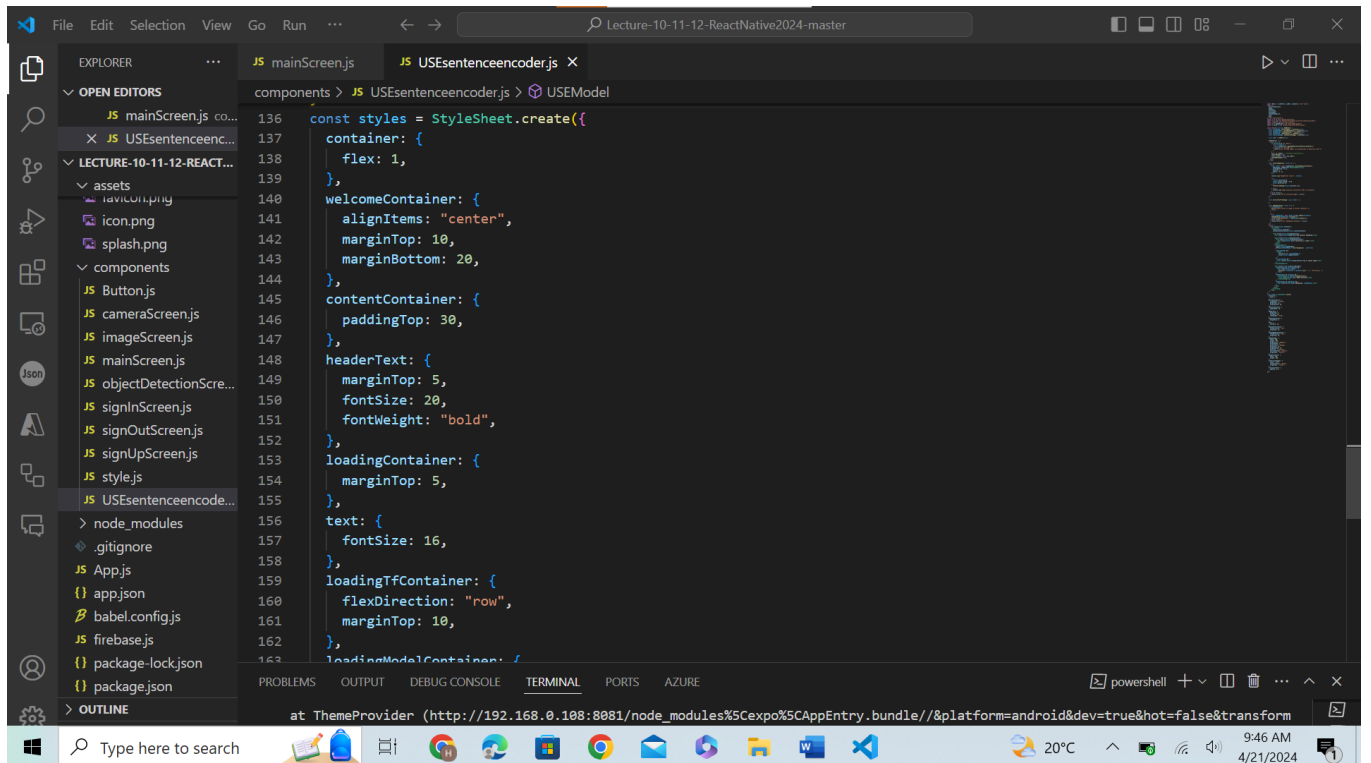 File Edit Selection View Go Run ··· Lecture-10-11-12-ReactNative2024-master
EXPLORER ···
OPEN EDITORS
JS mainScreen.js co...
JS USEsentenceenc...
LECTURE-10-11-12-REACT...
assets
favicon.png
icon.png
splash.png
components
JS Button.js
JS cameraScreen.js
JS imageScreen.js
JS mainScreen.js
JS objectDetectionScre...
JS signInScreen.js
JS signOutScreen.js
JS signUpScreen.js
JS style.js
JS USEsentenceencode...
node_modules
.gitignore
JS App.js
{} app.json
babel.config.js
JS firebase.js
{} package-lock.json
{} package.json
OUTLINE
Json
JS mainScreen.js JS USEsentenceencoder.js
components > JS USEsentenceencoder.js > USEModel
136 const styles = StyleSheet.create({
137 container: {
138 flex: 1,
139 },
140 welcomeContainer: {
141 alignItems: "center",
142 marginTop: 10,
143 marginBottom: 20,
144 },
145 contentContainer: {
146 paddingTop: 30,
147 },
148 headerText: {
149 marginTop: 5,
150 fontSize: 20,
151 fontWeight: "bold",
152 },
153 loadingContainer: {
154 marginTop: 5,
155 },
156 text: {
157 fontSize: 16,
158 },
159 loadingTfContainer: {
160 flexDirection: "row",
161 marginTop: 10,
162 },
163 loadingModelContainer: {
PROBLEMS OUTPUT DEBUG CONSOLE TERMINAL PORTS AZURE powershell
at ThemeProvider (http://192.168.0.108:8081/node_modules%5Cexpo%5CAppEntry.bundle//&platform=android&dev=true&hot=false&transform
Type here to search
20°C
9:46 AM
4/21/2024
1